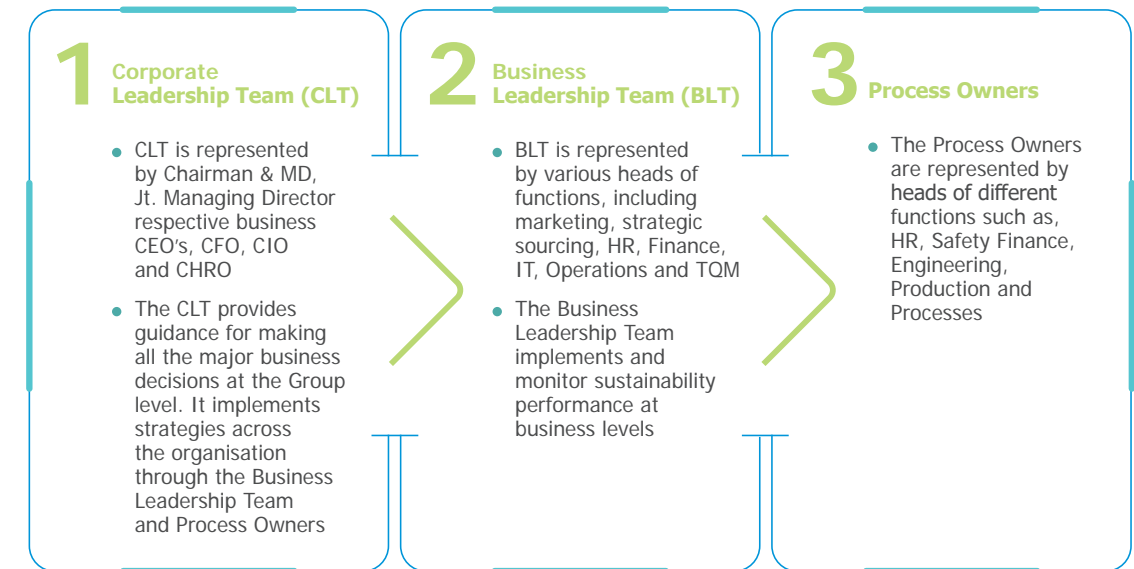 1
Corporate
Leadership Team (CLT)
CLT is represented
by Chairman & MD,
Jt. Managing Director
respective business
CEO's, CFO, CIO
and CHRO
The CLT provides
guidance for making
all the major business
decisions at the Group
level. It implements
strategies across
the organisation
through the Business
Leadership Team
and Process Owners
2
Business
Leadership Team (BLT)
BLT is represented
by various heads of
functions, including
marketing, strategic
sourcing, HR, Finance,
IT, Operations and TQM
The Business
Leadership Team
implements and
monitor sustainability
performance at
business levels
3
Process Owners
The Process Owners
are represented by
heads of different
functions such as,
HR, Safety Finance,
Engineering,
Production and
Processes